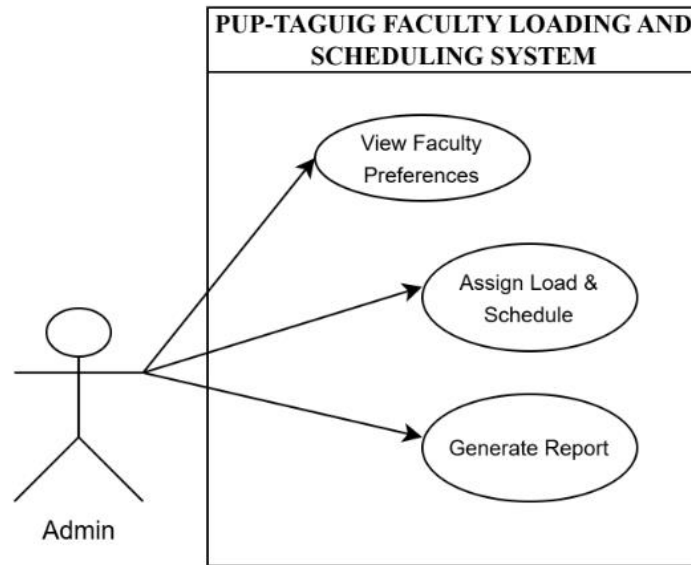 PUP-TAGUIG FACULTY LOADING AND
SCHEDULING SYSTEM
View Faculty
Preferences
Assign Load &
Schedule
Generate Report
Admin